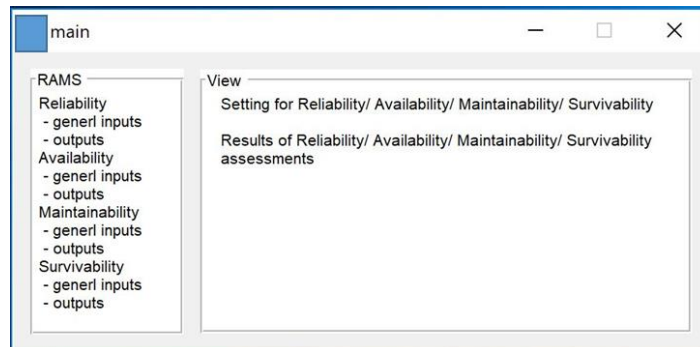 main
RAMS
Reliability
- generl inputs
- outputs
Availability
- generl inputs
- outputs
Maintainability
- generl inputs
- outputs
Survivability
- generl inputs
- outputs
View
Setting for Reliability/ Availability/ Maintainability/ Survivability
Results of Reliability/ Availability/ Maintainability/ Survivability
assessments